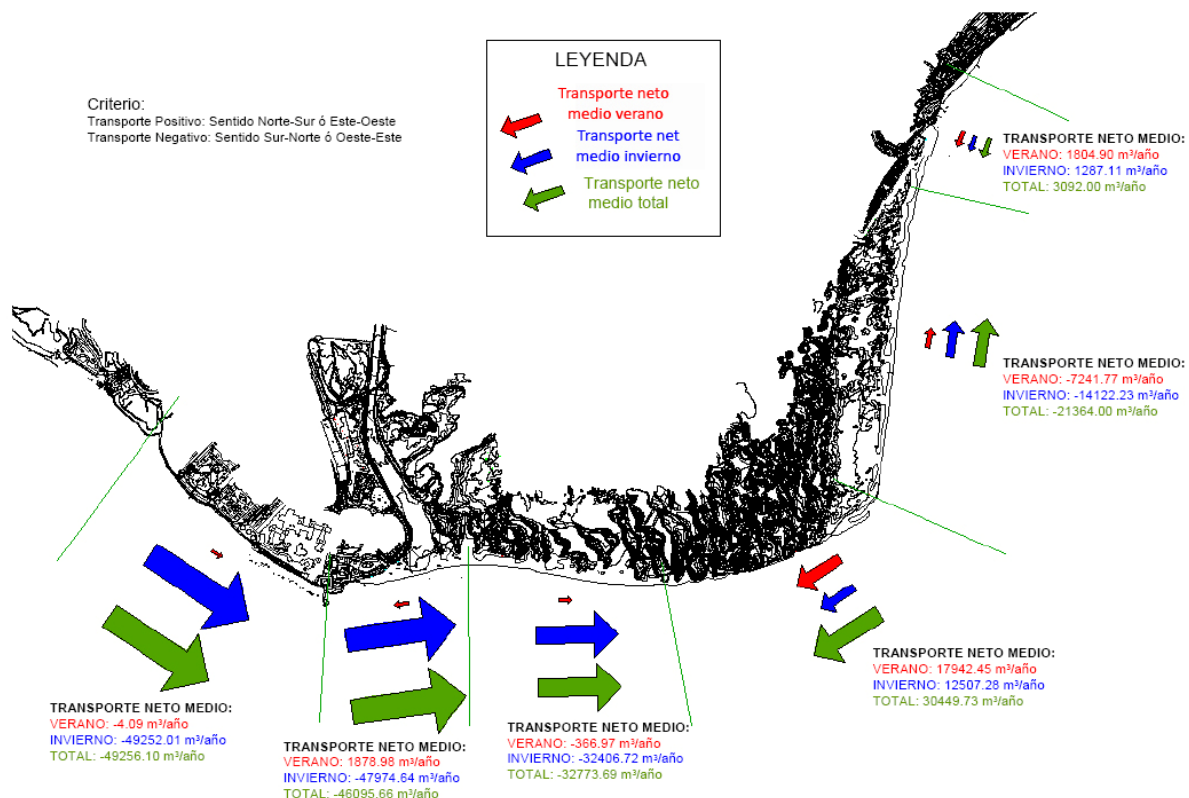 LEYENDA
Transporte neto
medio verano
Transporte net
medio invierno
Transporte neto
medio total
Criterio:
Transporte Positivo: Sentido Norte-Sur ó Este-Oeste
Transporte Negativo: Sentido Sur-Norte ó Oeste-Este
TRANSPORTE NETO MEDIO:
VERANO: 1804.90 m³/año
INVIERNO: 1287.11 m³/año
TOTAL: 3092.00 m³/año
TRANSPORTE NETO MEDIO:
VERANO: -7241.77 m³/año
INVIERNO: -14122.23 m³/año
TOTAL: -21364.00 m³/año
TRANSPORTE NETO MEDIO:
VERANO: 17942.45 m³/año
INVIERNO: 12507.28 m³/año
TOTAL: 30449.73 m³/año
TRANSPORTE NETO MEDIO:
VERANO: -4.09 m³/año
INVIERNO: -49252.01 m³/año
TOTAL: -49256.10 m³/año
TRANSPORTE NETO MEDIO:
VERANO: 1878.98 m³/año
INVIERNO: -47974.64 m³/año
TOTAL: -46095.66 m³/año
TRANSPORTE NETO MEDIO:
VERANO: -366.97 m³/año
INVIERNO: -32406.72 m³/año
TOTAL: -32773.69 m³/año